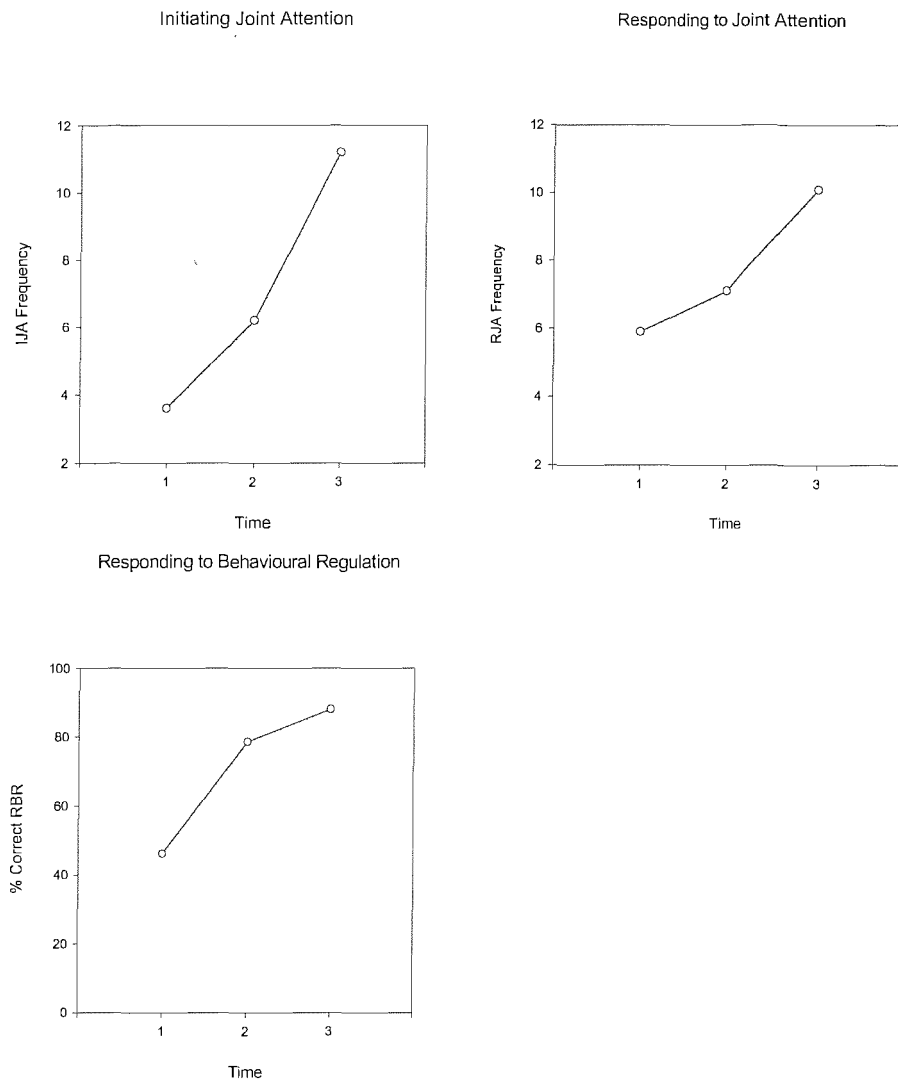 Initiating Joint Attention
12
10
8
6
4
2
IJA Frequency
1 2 3
Time
Responding to Joint Attention
12
10
8
6
4
2
RJA Frequency
1 2 3
Time
Responding to Behavioural Regulation
100
80
60
40
20
0
% Correct RBR
1 2 3
Time